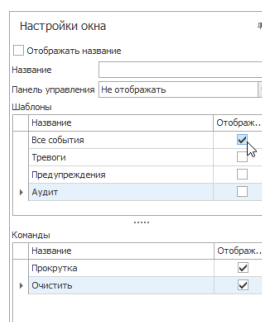 Настройки окна
Отображать название
Название
Панель управления Не отображать
Шаблоны
Название Отображ...
Все события
Тревоги
Предупреждения
Аудит
Команды
Название Отображ...
Прокрутка
Очистить